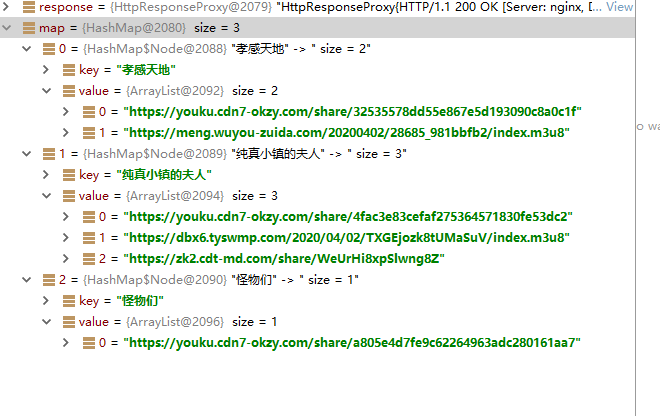 response = {HttpResponseProxy@2079} "HttpResponseProxy{HTTP/1.1 200 OK [Server: nginx, D... View
map = {HashMap@2080} size = 3
0 = {HashMap$Node@2088} "孝感天地" -> " size = 2"
key = "孝感天地"
value = {ArrayList@2092} size = 2
0 = "https://youku.cdn7-okzy.com/share/32535578dd55e867e5d193090c8a0c1f"
1 = "https://meng.wuyou-zuida.com/20200402/28685_981bbfb2/index.m3u8"
1 = {HashMap$Node@2089} "纯真小镇的夫人" -> " size = 3"
key = "纯真小镇的夫人"
value = {ArrayList@2094} size = 3
0 = "https://youku.cdn7-okzy.com/share/4fac3e83cefaf275364571830fe53dc2"
1 = "https://dbx6.tyswmp.com/2020/04/02/TXGEjozk8tUMaSuV/index.m3u8"
2 = "https://zk2.cdt-md.com/share/WeUrHi8xpSlwng8Z"
2 = {HashMap$Node@2090} "怪物们" -> " size = 1"
key = "怪物们"
value = {ArrayList@2096} size = 1
0 = "https://youku.cdn7-okzy.com/share/a805e4d7fe9c62264963adc280161aa7"